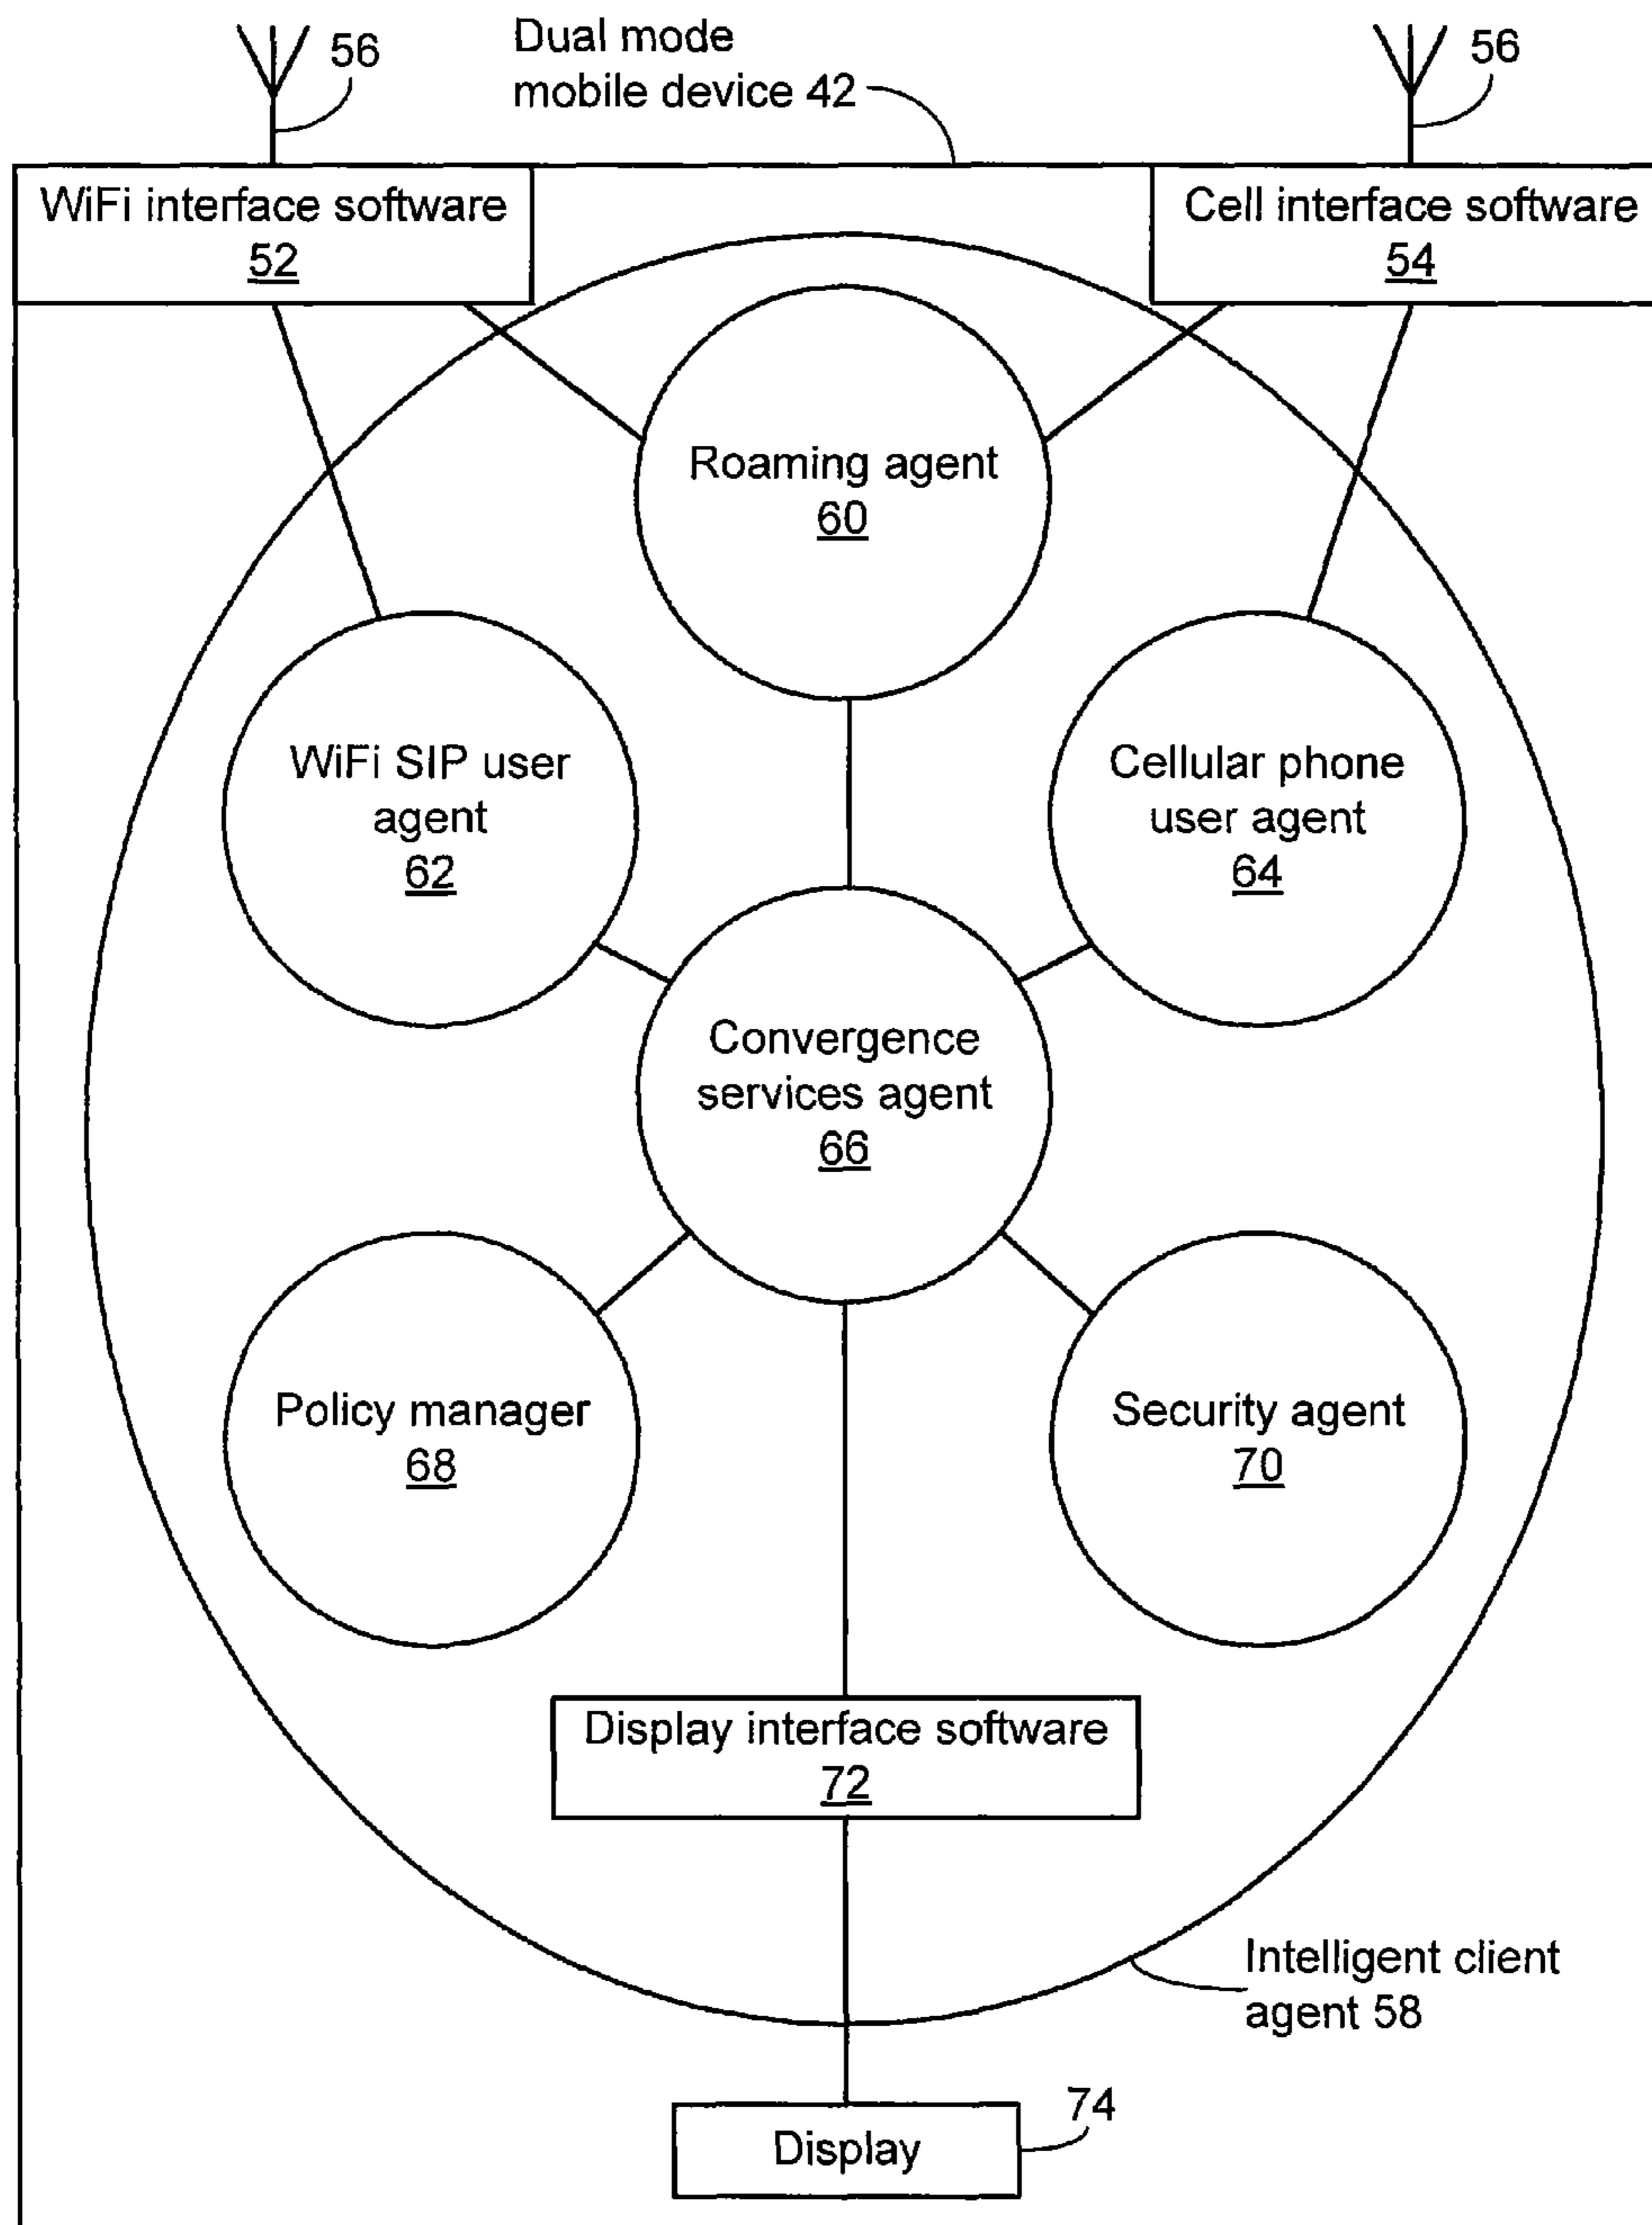 56
Dual mode
mobile device 42
56
WiFi interface software
52
Cell interface software
54
Roaming agent
60
WiFi SIP user
agent
62
Cellular phone
user agent
64
Convergence
services agent
66
Policy manager
68
Security agent
70
Display interface software
72
Intelligent client
agent 58
74
Display